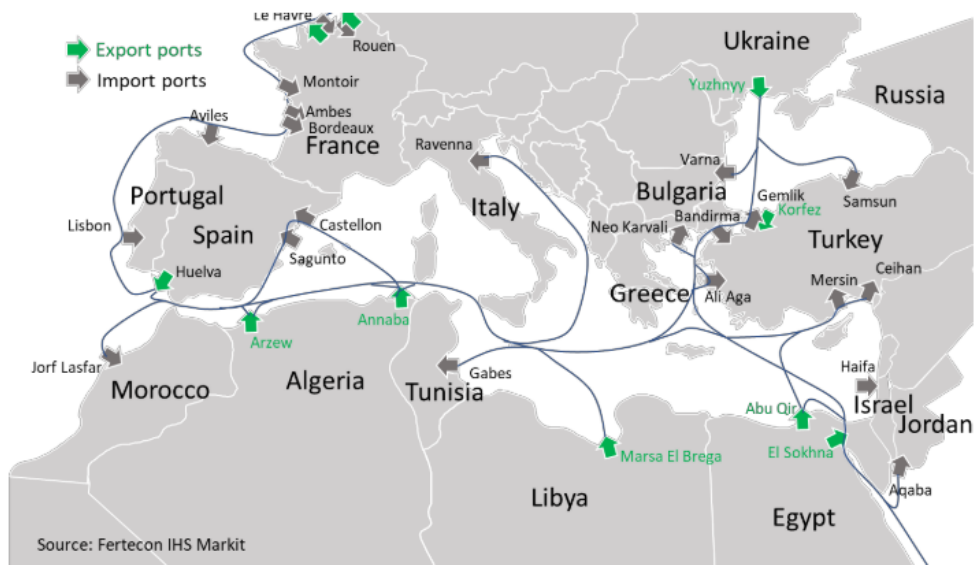 Le Havre
Rouen
Export ports
Import ports
Ukraine
Yuzhnyy
Russia
Montoir
Ambes
Bordeaux
France
Aviles
Ravenna
Varna
Bulgaria
Gemlik
Korfez
Samsun
Portugal
Lisbon
Spain
Castellon
Sagunto
Italy
Neo Karvali
Bandirma
Turkey
Huelva
Greece
Ali Aga
Mersin
Ceihan
Annaba
Arzew
Jorf Lasfar
Morocco
Algeria
Tunisia
Gabes
Haifa
Israel
Jordan
Abu Qir
El Sokhna
Marsa El Brega
Aqaba
Libya
Egypt
Source: Fertecon IHS Markit